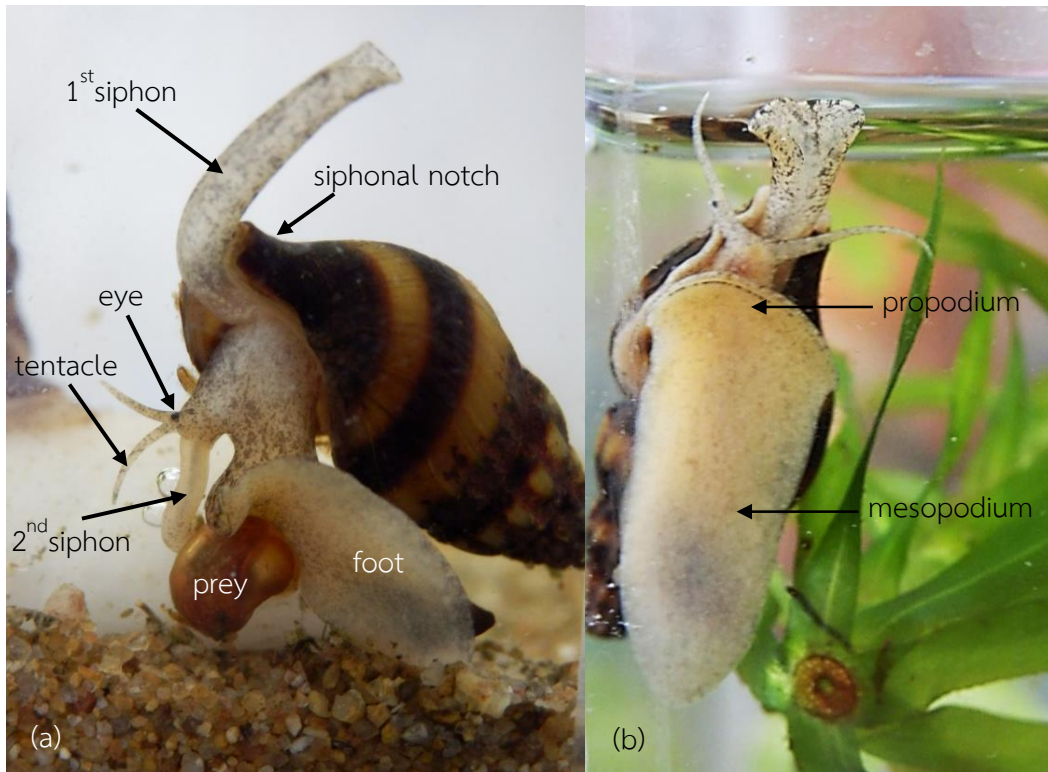 1st siphon
siphonal notch
eye
tentacle
2nd siphon
prey
foot
(a)
propodium
mesopodium
(b)